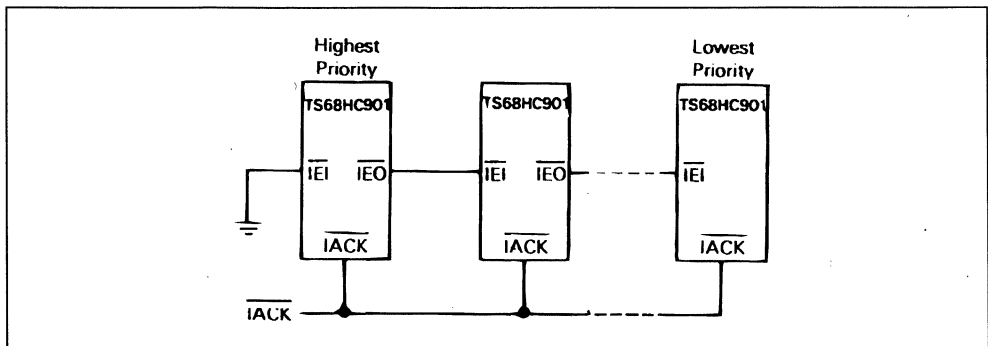 Highest
Priority
Lowest
Priority
TS68HC901
TS68HC901
TS68HC901
IEI IEO
IEI IEO
IEI
IACK
IACK
IACK
IACK